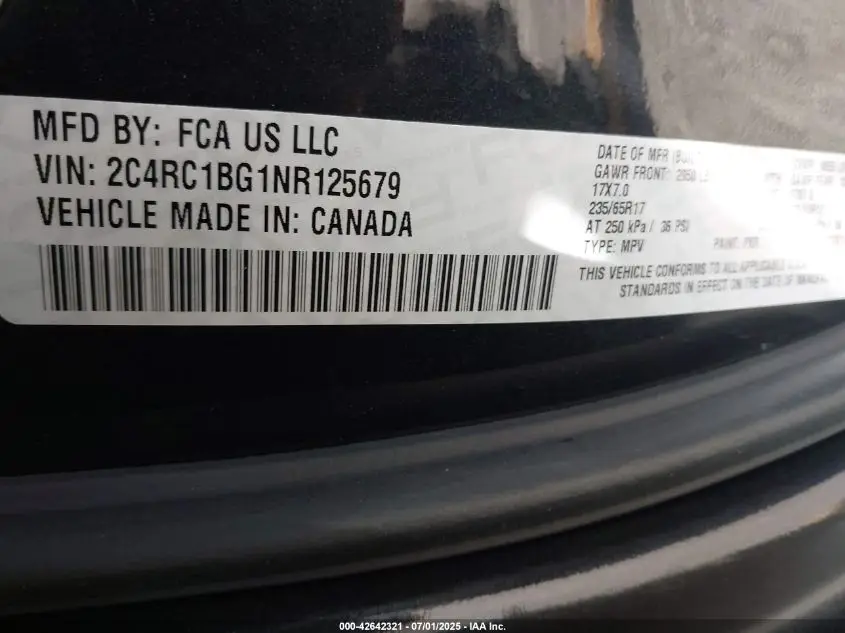 MFD BY: FCA US LLC
VIN: 2C4RC1BG1NR125679
VEHICLE MADE IN: CANADA
DATE OF MFR
GAWR FRONT:
17X7.0
235/65R17
AT 250 kPa / 36 PSI
TYPE: MPV
THIS VEHICLE CONFORMS TO ALL APPLICABLE
STANDARDS IN EFFECT ON THE DATE OF
000-42642321 - 07/01/2025 - IAA Inc.